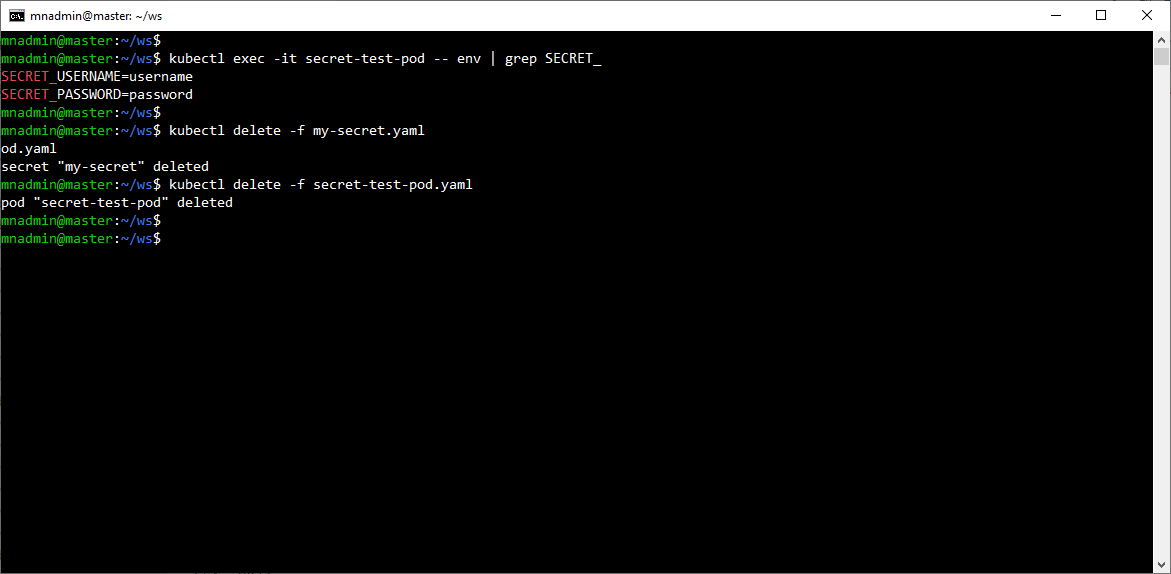 mnadmin@master: ~/ws
mnadmin@master:~/ws$
mnadmin@master:~/ws$ kubectl exec -it secret-test-pod -- env | grep SECRET_
SECRET_USERNAME=username
SECRET_PASSWORD=password
mnadmin@master:~/ws$
mnadmin@master:~/ws$ kubectl delete -f my-secret.yaml
od.yaml
secret "my-secret" deleted
mnadmin@master:~/ws$ kubectl delete -f secret-test-pod.yaml
pod "secret-test-pod" deleted
mnadmin@master:~/ws$
mnadmin@master:~/ws$